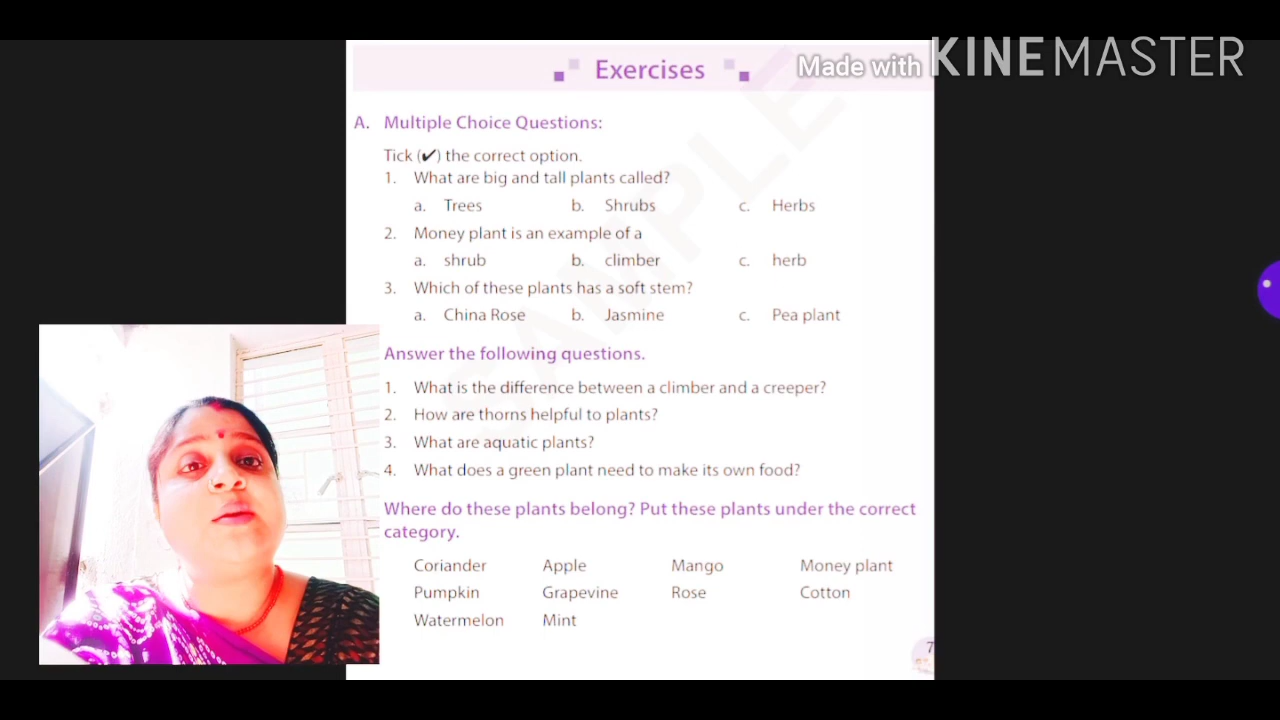 Made with KINEMASTER
Exercises
A. Multiple Choice Questions:
Tick (✔) the correct option.
1. What are big and tall plants called?
a. Trees b. Shrubs c. Herbs
2. Money plant is an example of a
a. shrub b. climber c. herb
3. Which of these plants has a soft stem?
a. China Rose b. Jasmine c. Pea plant
Answer the following questions.
1. What is the difference between a climber and a creeper?
2. How are thorns helpful to plants?
3. What are aquatic plants?
4. What does a green plant need to make its own food?
Where do these plants belong? Put these plants under the correct
category.
Coriander Apple Mango Money plant
Pumpkin Grapevine Rose Cotton
Watermelon Mint
7
SAMPLE